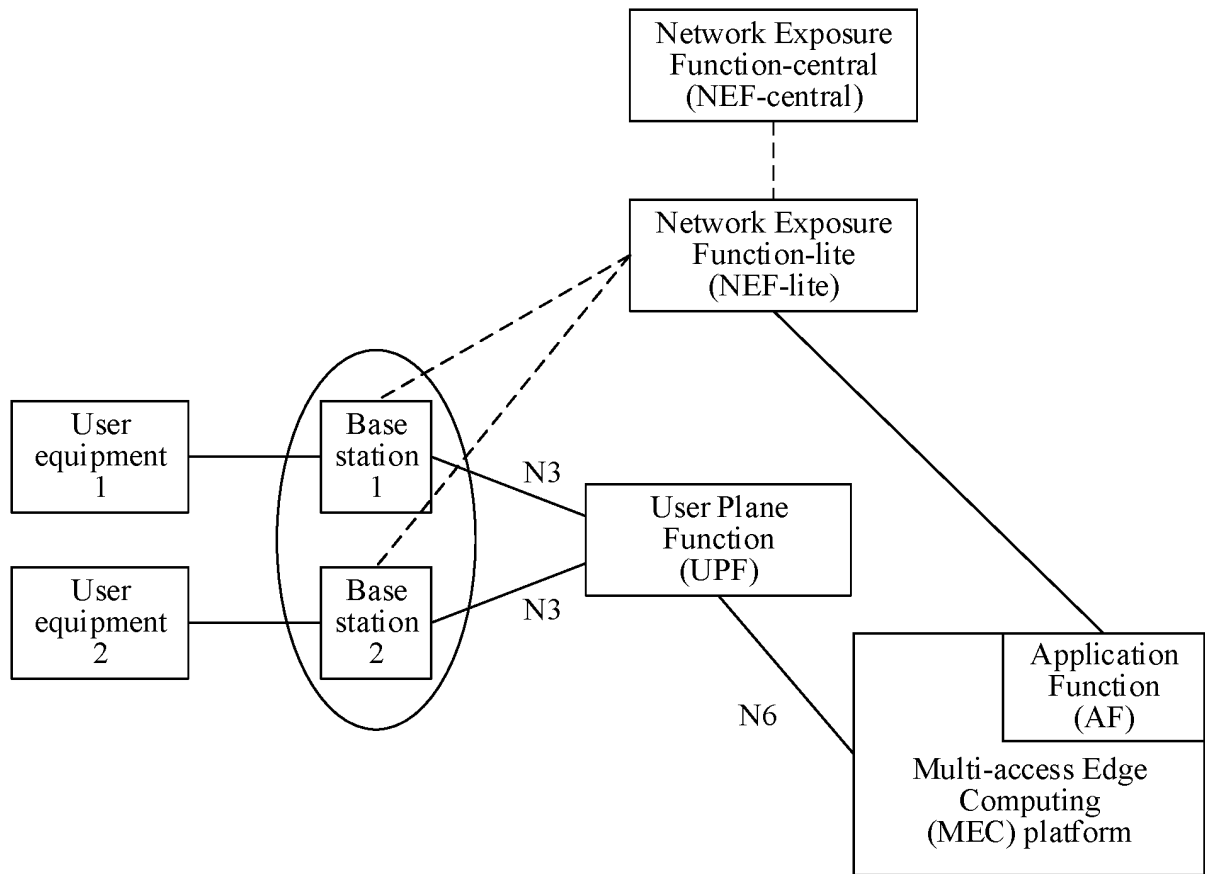 Network Exposure
Function-central
(NEF-central)
Network Exposure
Function-lite
(NEF-lite)
User
equipment
1
Base
station
1
N3
User Plane
Function
(UPF)
User
equipment
2
Base
station
2
N3
N6
Application
Function
(AF)
Multi-access Edge
Computing
(MEC) platform